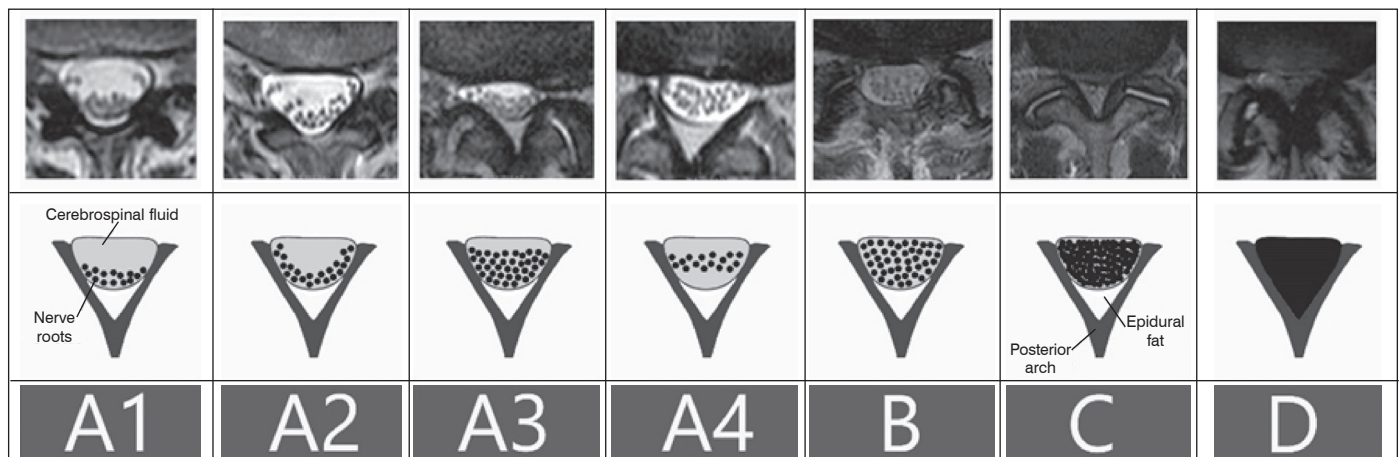 Cerebrospinal fluid
Nerve
roots
Epidural
fat
Posterior
arch
A1
A2
A3
A4
B
C
D